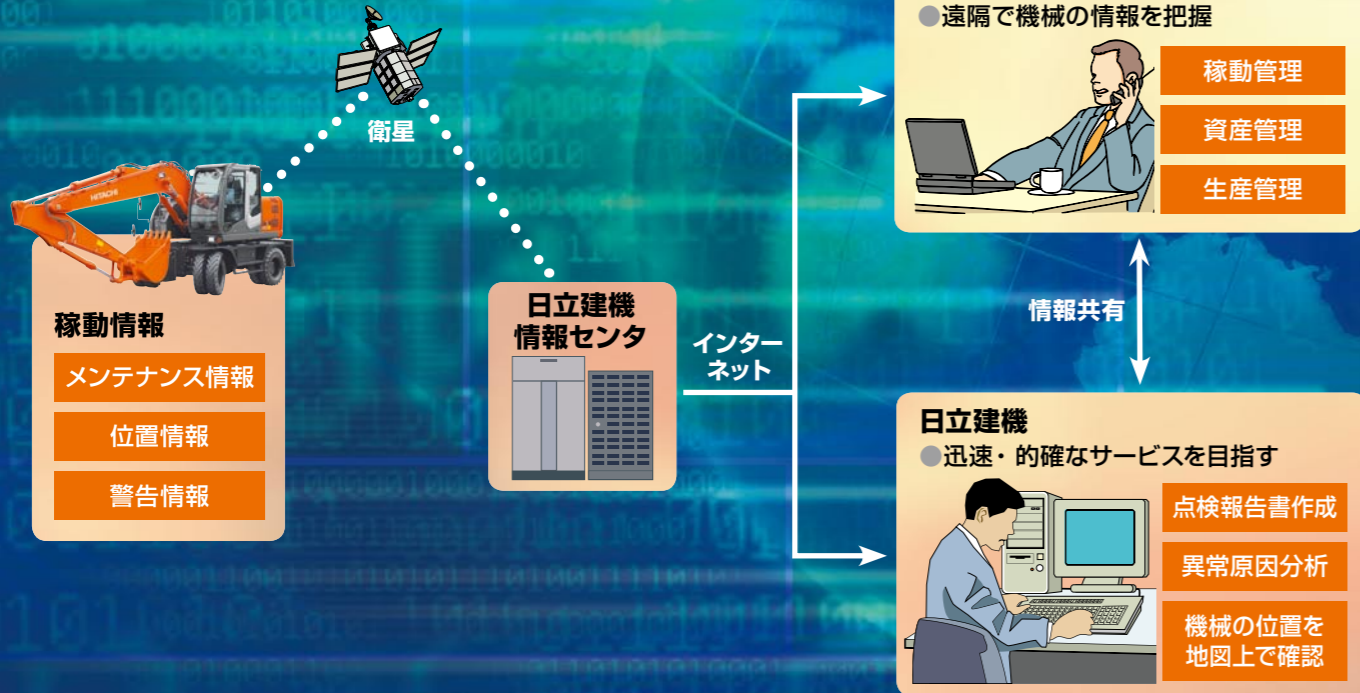 ●遠隔で機械の情報を把握
稼動管理
資産管理
生産管理
衛星
HITACHI
稼動情報
メンテナンス情報
位置情報
警告情報
日立建機
情報センタ
インター
ネット
情報共有
日立建機
●迅速・的確なサービスを目指す
点検報告書作成
異常原因分析
機械の位置を
地図上で確認